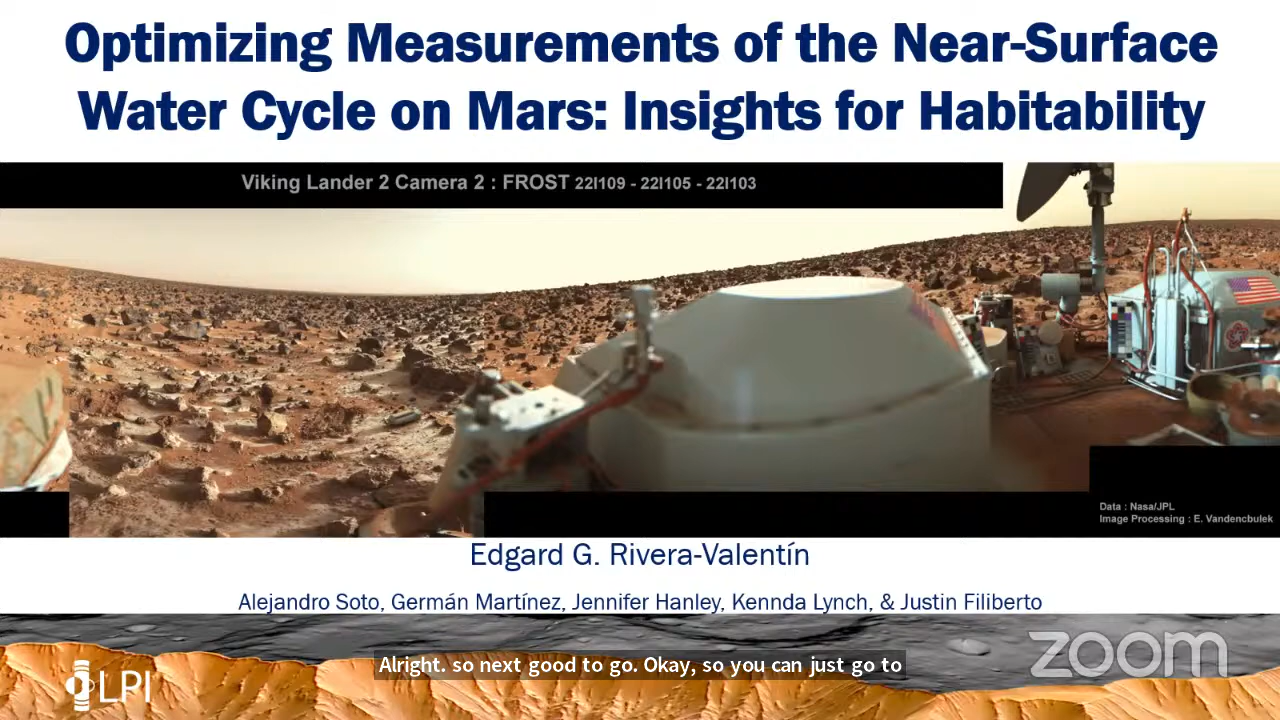 Optimizing Measurements of the Near-Surface
Water Cycle on Mars: Insights for Habitability
Viking Lander 2 Camera 2 : FROST 22I109 - 22I105 - 22I103
Data : Nasa/JPL
Image Processing : E. Vandencbulek
Edgard G. Rivera-Valentín
Alejandro Soto, Germán Martínez, Jennifer Hanley, Kennda Lynch, & Justin Filiberto
zoom
Alright. so next good to go. Okay, so you can just go to
LPI